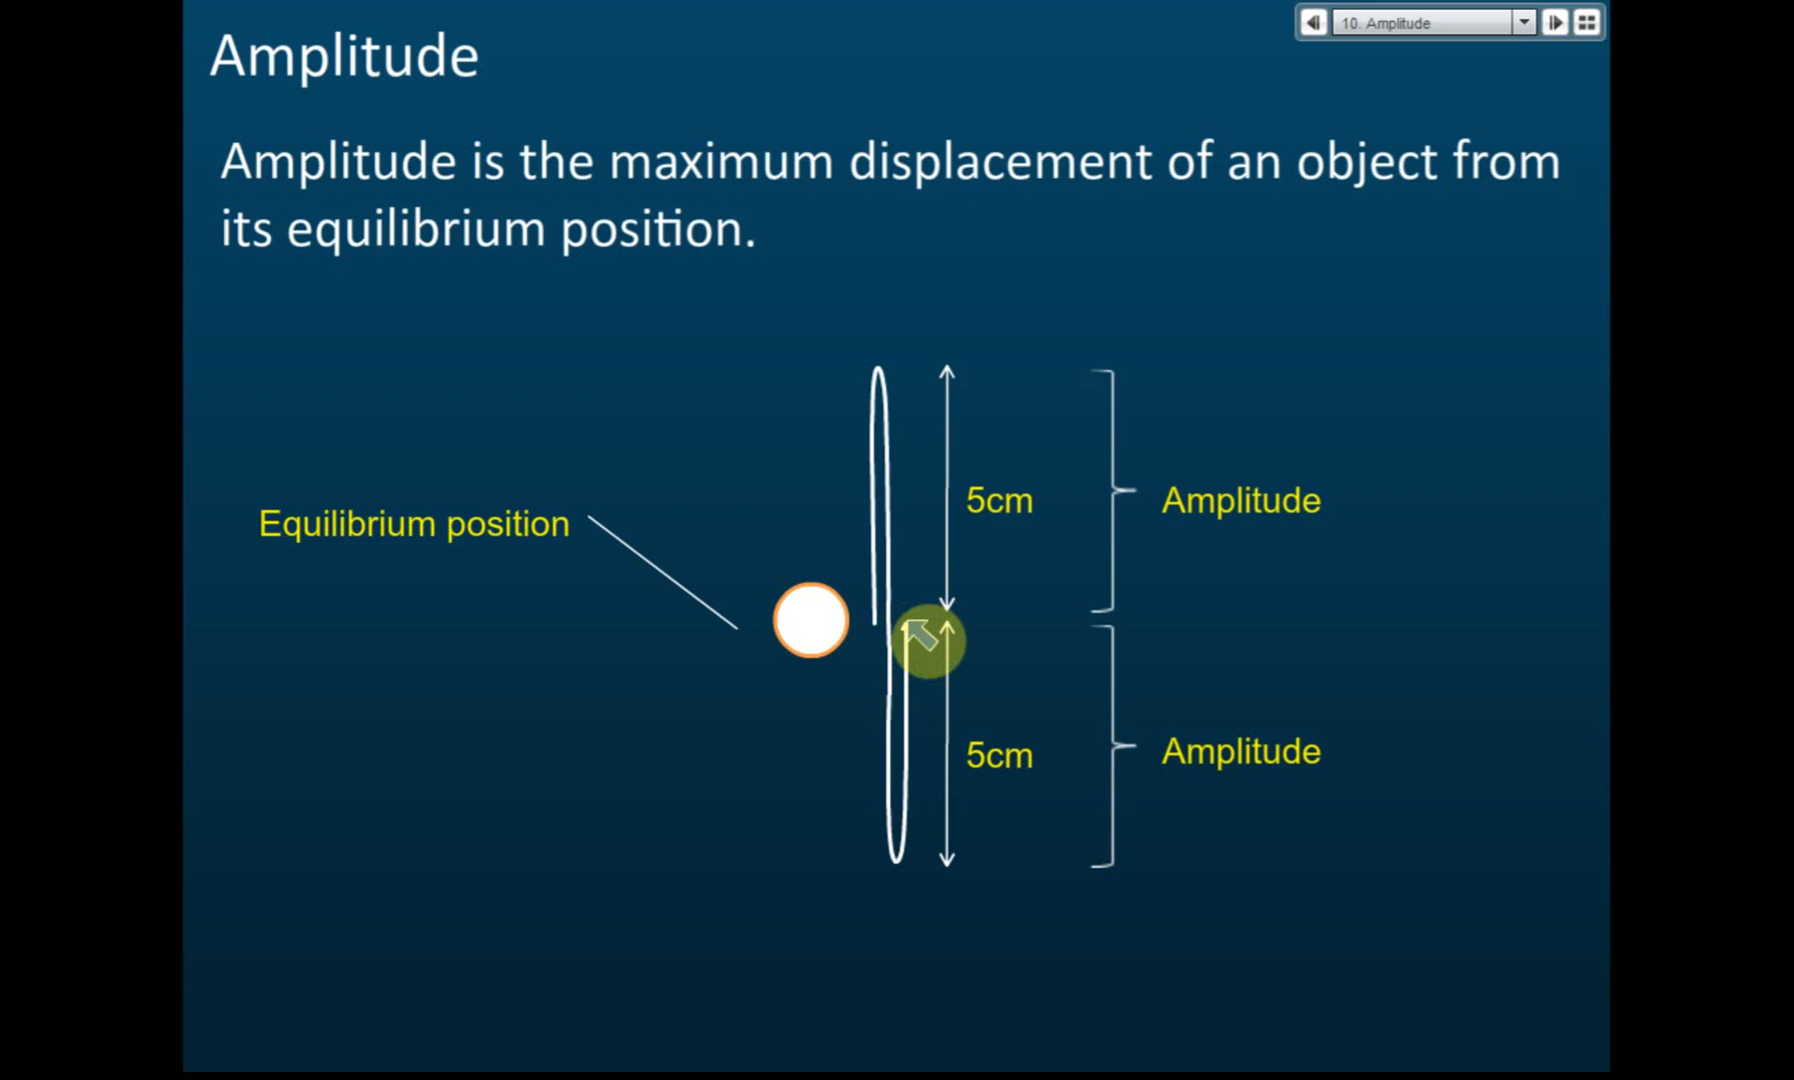 10. Amplitude
Amplitude
Amplitude is the maximum displacement of an object from
its equilibrium position.
5cm
Amplitude
Equilibrium position
5cm
Amplitude